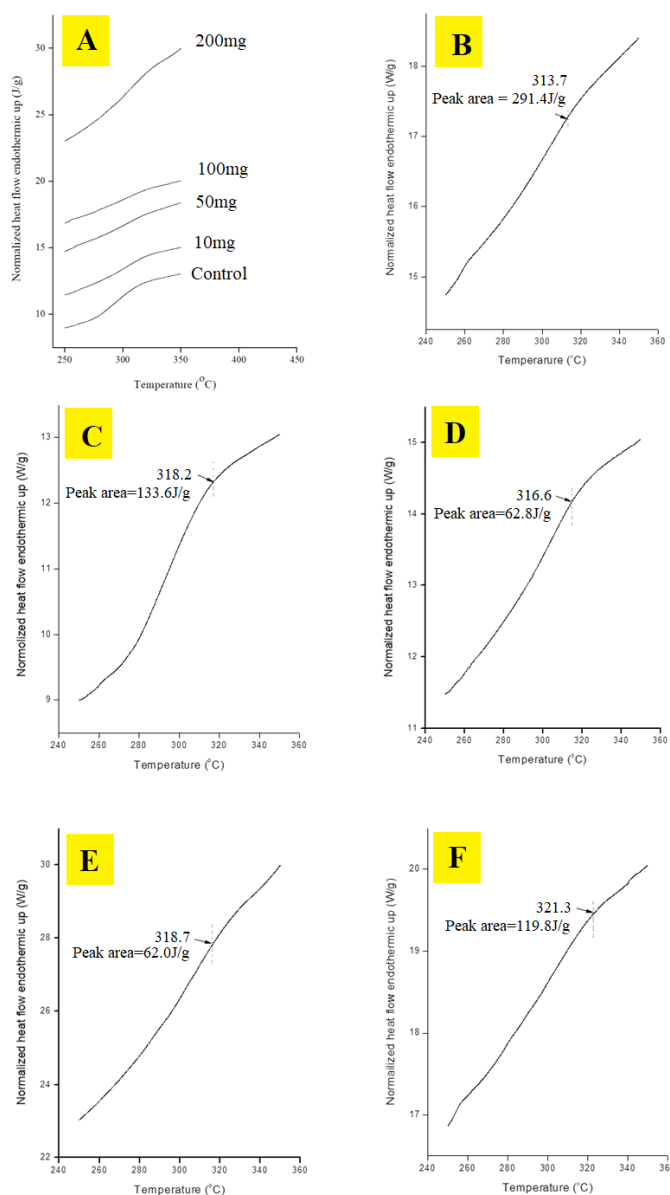 A
200mg
100mg
50mg
10mg
Control
Normalized heat flow endothermic up (J/g)
30
25
20
15
10
250 300 350 400 450
Temperature (°C)
B
313.7
Peak area = 291.4J/g
Normalized heat flow endothermic up (W/g)
18
17
16
15
240 260 280 300 320 340 360
Temperarure (°C)
C
318.2
Peak area=133.6J/g
Normolized heat flow endothermic up (W/g)
13
12
11
10
9
240 260 280 300 320 340 360
Temperature (°C)
D
316.6
Peak area=62.8J/g
Normalized heat flow endothermic up (W/g)
15
14
13
12
11
240 260 280 300 320 340 360
Temperature (°C)
E
318.7
Peak area=62.0J/g
Normalized heat flow endothermic up (W/g)
30
28
26
24
22
240 260 280 300 320 340 360
Temperature (°C)
F
321.3
Peak area=119.8J/g
Normailized heat flow endothermic up (W/g)
20
19
18
17
240 260 280 300 320 340 36
Temperature (°C)